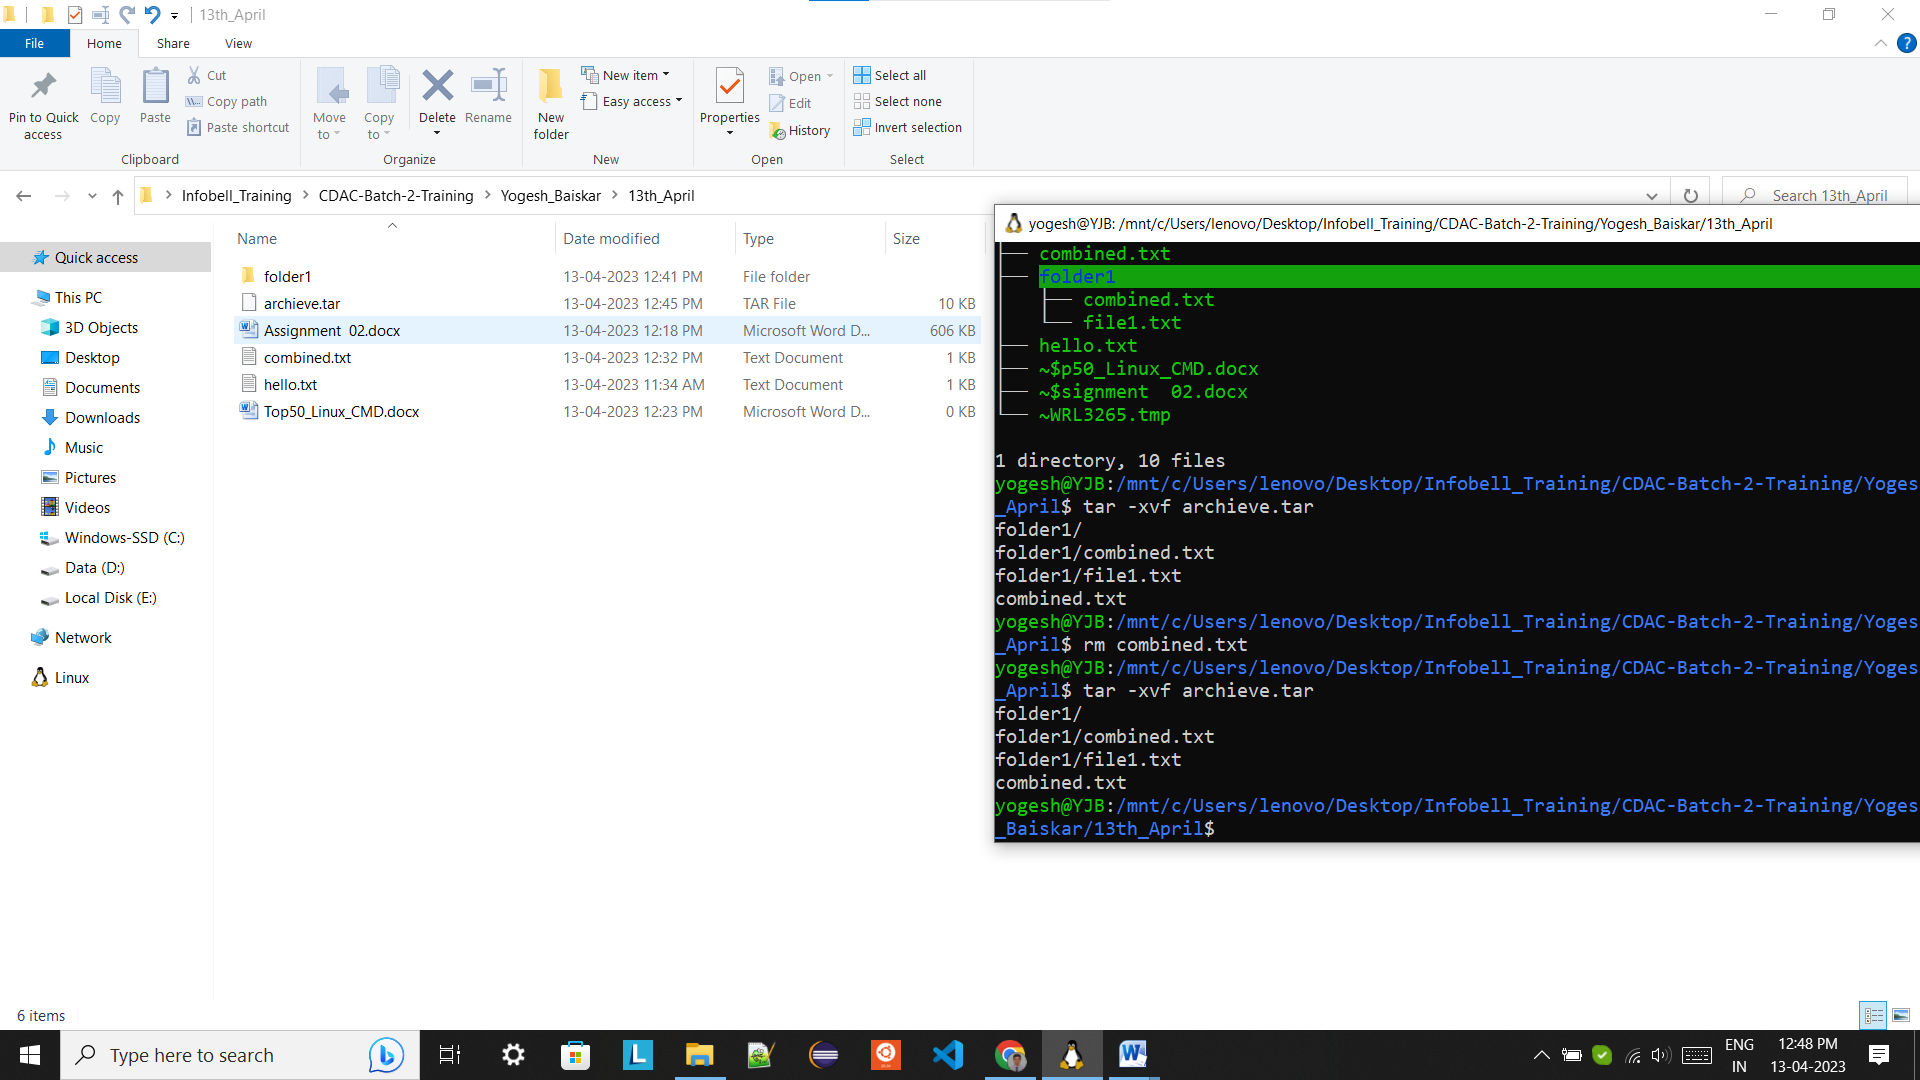 13th_April
File
Home
Share
View
Pin to Quick access
Copy
Paste
Cut
Copy path
Paste shortcut
Clipboard
Move to
Copy to
Delete
Rename
Organize
New folder
New item
Easy access
New
Properties
Open
Edit
History
Open
Select all
Select none
Invert selection
Select
Infobell_Training
CDAC-Batch-2-Training
Yogesh_Baiskar
13th_April
Search 13th_April
Name
Date modified
Type
Size
folder1 13-04-2023 12:41 PM File folder
archieve.tar 13-04-2023 12:45 PM TAR File 10 KB
Assignment  02.docx 13-04-2023 12:18 PM Microsoft Word D... 606 KB
combined.txt 13-04-2023 12:32 PM Text Document 1 KB
hello.txt 13-04-2023 11:34 AM Text Document 1 KB
Top50_Linux_CMD.docx 13-04-2023 12:23 PM Microsoft Word D... 0 KB
Quick access
This PC
3D Objects
Desktop
Documents
Downloads
Music
Pictures
Videos
Windows-SSD (C:)
Data (D:)
Local Disk (E:)
Network
Linux
6 items
yogesh@YJB: /mnt/c/Users/lenovo/Desktop/Infobell_Training/CDAC-Batch-2-Training/Yogesh_Baiskar/13th_April
├── combined.txt
├── folder1
│   ├── combined.txt
│   └── file1.txt
├── hello.txt
├── ~$p50_Linux_CMD.docx
├── ~$signment  02.docx
└── ~WRL3265.tmp
1 directory, 10 files
yogesh@YJB:/mnt/c/Users/lenovo/Desktop/Infobell_Training/CDAC-Batch-2-Training/Yoges
_April$ tar -xvf archieve.tar
folder1/
folder1/combined.txt
folder1/file1.txt
combined.txt
yogesh@YJB:/mnt/c/Users/lenovo/Desktop/Infobell_Training/CDAC-Batch-2-Training/Yoges
_April$ rm combined.txt
yogesh@YJB:/mnt/c/Users/lenovo/Desktop/Infobell_Training/CDAC-Batch-2-Training/Yoges
_April$ tar -xvf archieve.tar
folder1/
folder1/combined.txt
folder1/file1.txt
combined.txt
yogesh@YJB:/mnt/c/Users/lenovo/Desktop/Infobell_Training/CDAC-Batch-2-Training/Yoges
_Baiskar/13th_April$
Type here to search
ENG
IN
12:48 PM
13-04-2023